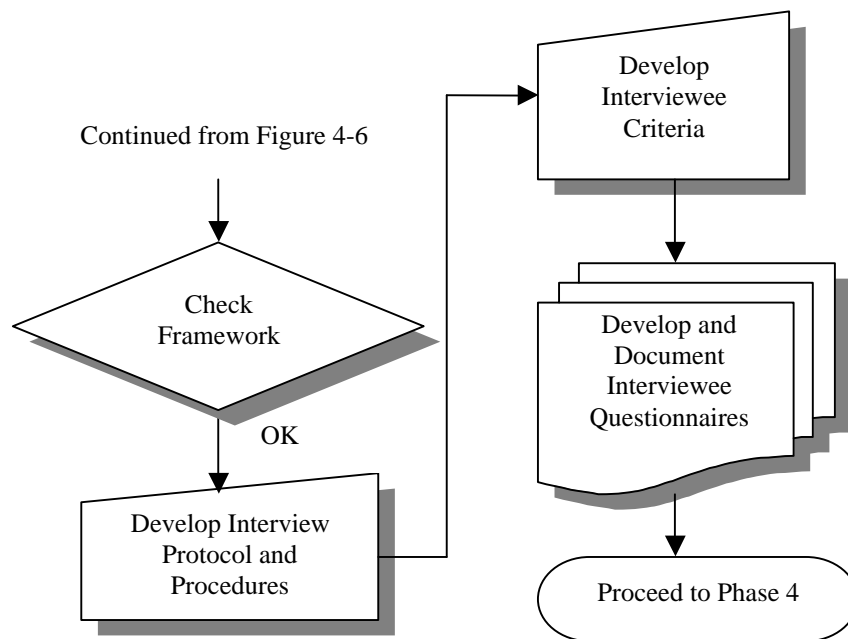 Continued from Figure 4-6
Check
Framework
OK
Develop Interview
Protocol and
Procedures
Develop
Interviewee
Criteria
Develop and
Document
Interviewee
Questionnaires
Proceed to Phase 4